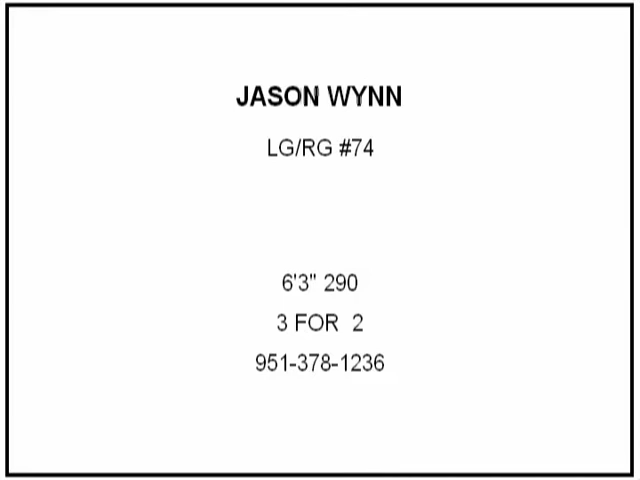 JASON WYNN
LG/RG #74
6'3" 290
3 FOR 2
951-378-1236